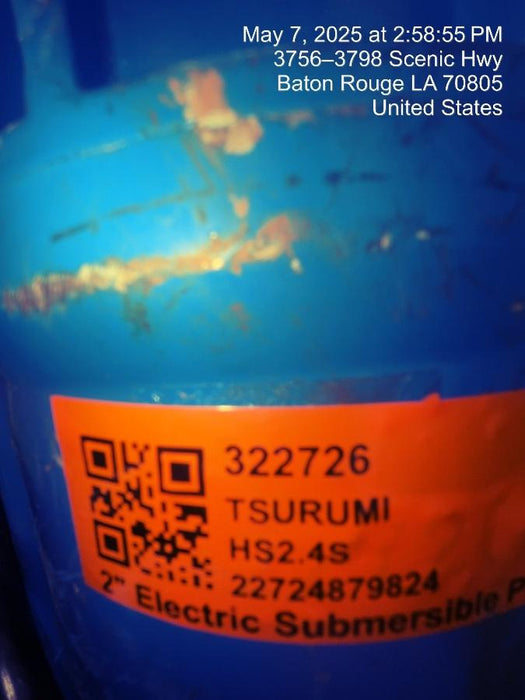 May 7, 2025 at 2:58:55 PM
3756–3798 Scenic Hwy
Baton Rouge LA 70805
United States
322726
TSURUMI
HS2.4S
22724879824
2" Electric Submersible P